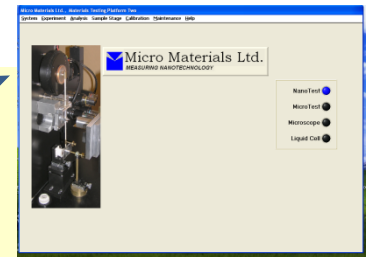 Micro Materials Ltd., Materials Testing Platform Two
System Experiment Analysis Sample Stage Calibration Maintenance Help
Micro Materials Ltd.
MEASURING NANOTECHNOLOGY
NanoTest
MicroTest
Microscope
Liquid Cell